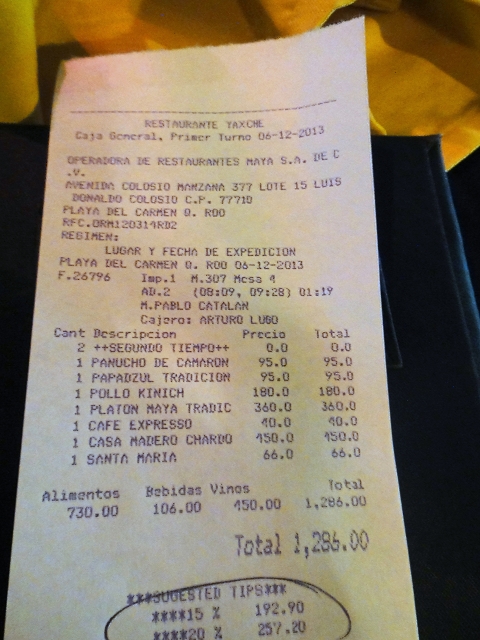 RESTAURANTE YAXCHE
Caja General, Primer Turno 06-12-2013
OPERADORA DE RESTAURANTES MAYA S.A. DE C
.V.
AVENIDA COLOSIO MANZANA 377 LOTE 15 LUIS
DONALDO COLOSIO C.P. 77710
PLAYA DEL CARMEN Q. ROO
RFC.ORM120314RD2
REGIMEN:
LUGAR Y FECHA DE EXPEDICION
PLAYA DEL CARMEN Q. ROO 06-12-2013
F.26796 Imp.1 M.307 Mesa 4
AD.2 (08:09, 09:28) 01:19
M.PABLO CATALAN
Cajero: ARTURO LUGO
Cant Descripcion Precio Total
2 ++SEGUNDO TIEMPO++ 0.0 0.0
1 PANUCHO DE CAMARON 95.0 95.0
1 PAPADZUL TRADICION 95.0 95.0
1 POLLO KINICH 180.0 180.0
1 PLATON MAYA TRADIC 360.0 360.0
1 CAFE EXPRESSO 40.0 40.0
1 CASA MADERO CHARDO 450.0 450.0
1 SANTA MARIA 66.0 66.0
Alimentos Bebidas Vinos Total
730.00 106.00 450.00 1,286.00
Total 1,286.00
***SUGESTED TIPS***
****15 % 192.90
****20 % 257.20